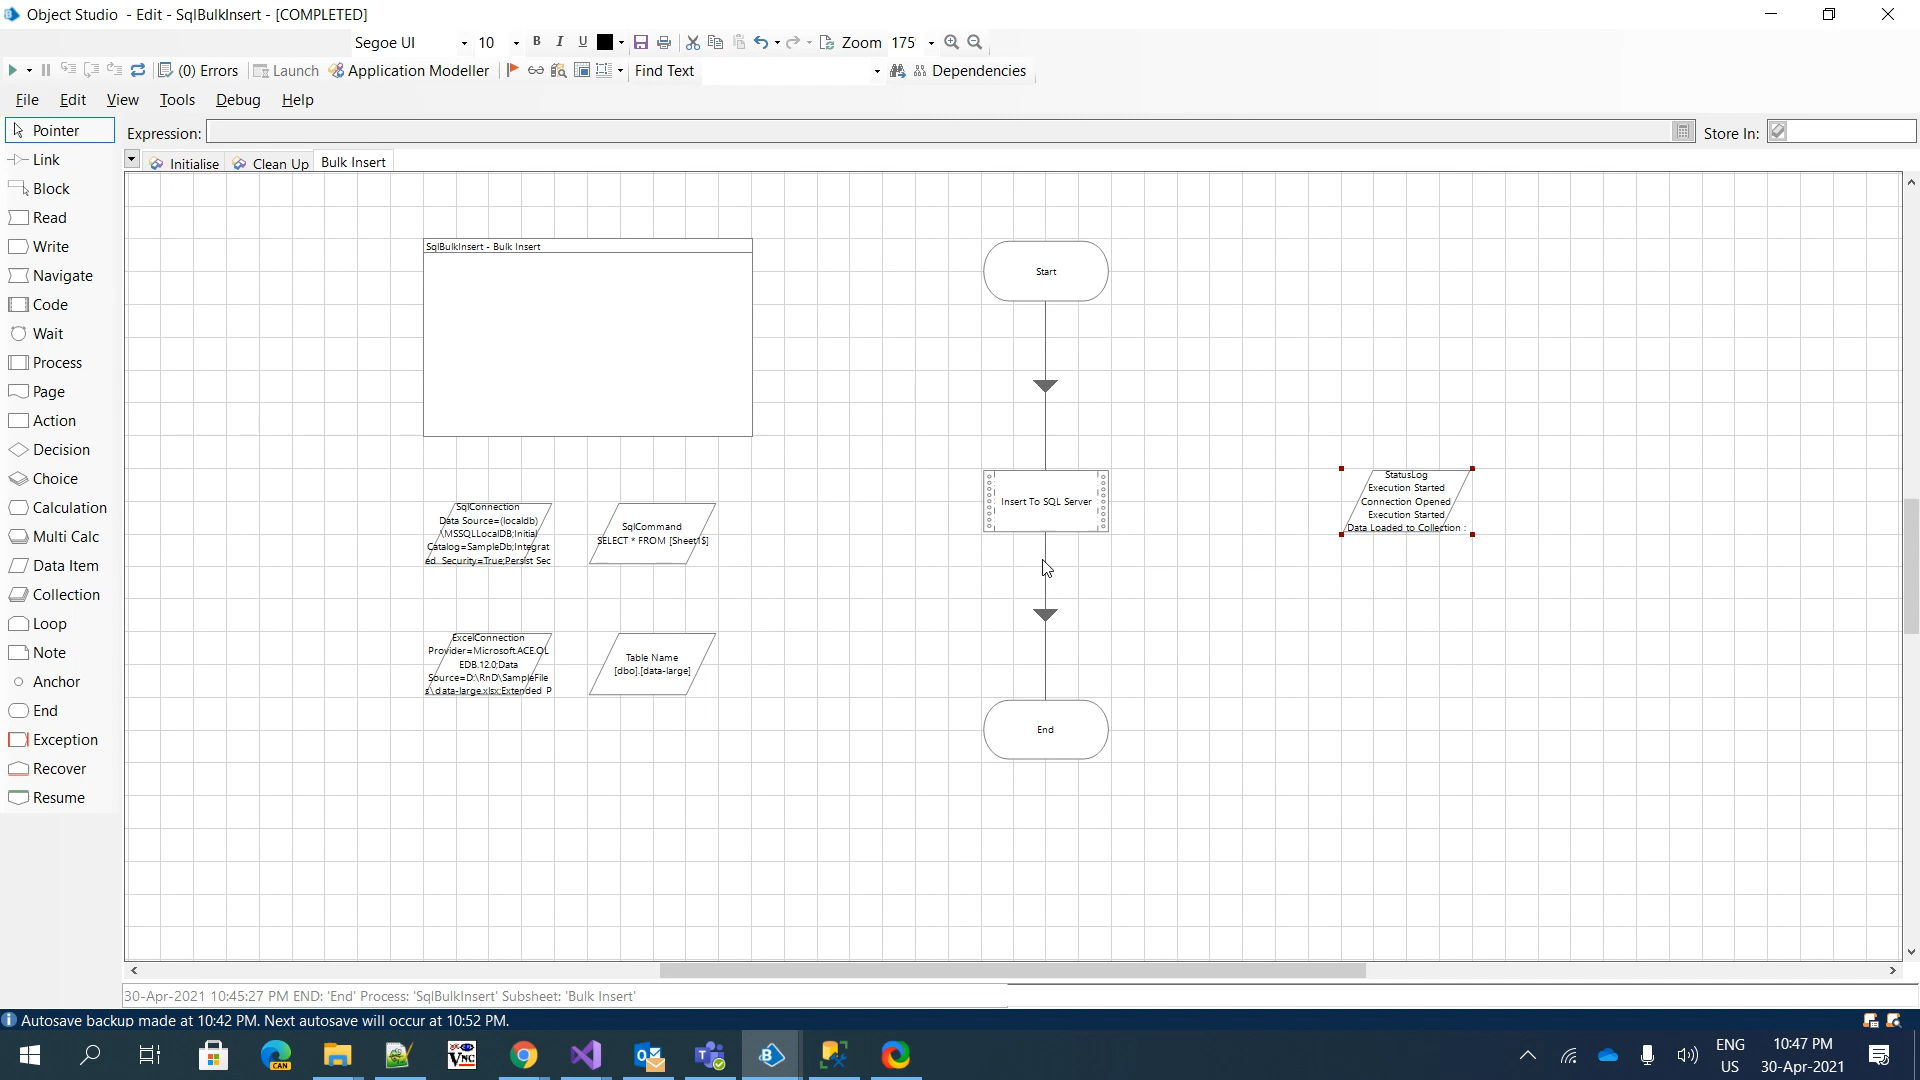 Object Studio - Edit - SqlBulkInsert - [COMPLETED]
Segoe UI 10 B I U Zoom 175
(0) Errors Launch Application Modeller Find Text Dependencies
File Edit View Tools Debug Help
Pointer
Expression: Store In:
Link
Initialise Clean Up Bulk Insert
Block
Read
Write
Navigate
Code
Wait
Process
Page
Action
Decision
Choice
Calculation
Multi Calc
Data Item
Collection
Loop
Note
Anchor
End
Exception
Recover
Resume
SqlBulkInsert - Bulk Insert
Start
Insert To SQL Server
End
StatusLog
Execution Started
Connection Opened
Execution Started
Data Loaded to Collection :
SqlConnection
Data Source=(localdb)
\MSSQLLocalDB;Initial
Catalog=SampleDb;Integrat
ed Security=True;Persist Sec
SqlCommand
SELECT * FROM [Sheet1$]
ExcelConnection
Provider=Microsoft.ACE.OL
EDB.12.0;Data
Source=D:\RnD\SampleFile
s\data-large.xlsx;Extended P
Table Name
[dbo].[data-large]
30-Apr-2021 10:45:27 PM END: 'End' Process: 'SqlBulkInsert' Subsheet: 'Bulk Insert'
Autosave backup made at 10:42 PM. Next autosave will occur at 10:52 PM.
CAN
VNC
ENG
US
10:47 PM
30-Apr-2021